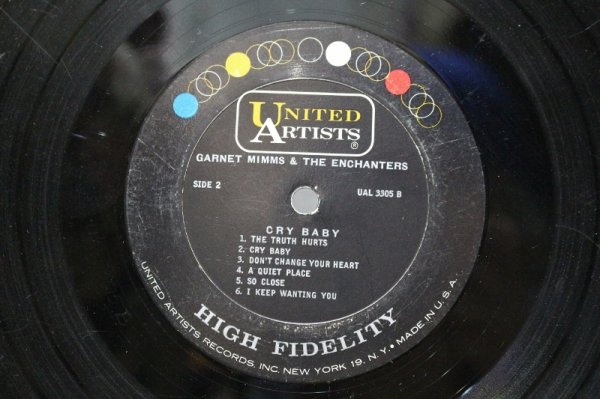 UNITED
ARTISTS®
GARNET MIMMS & THE ENCHANTERS
SIDE 2
UAL 3305 B
CRY BABY
1. THE TRUTH HURTS
2. CRY BABY
3. DON'T CHANGE YOUR HEART
4. A QUIET PLACE
5. SO CLOSE
6. I KEEP WANTING YOU
HIGH FIDELITY
UNITED ARTISTS RECORDS, INC. NEW YORK 19, N.Y. • MADE IN U.S.A.